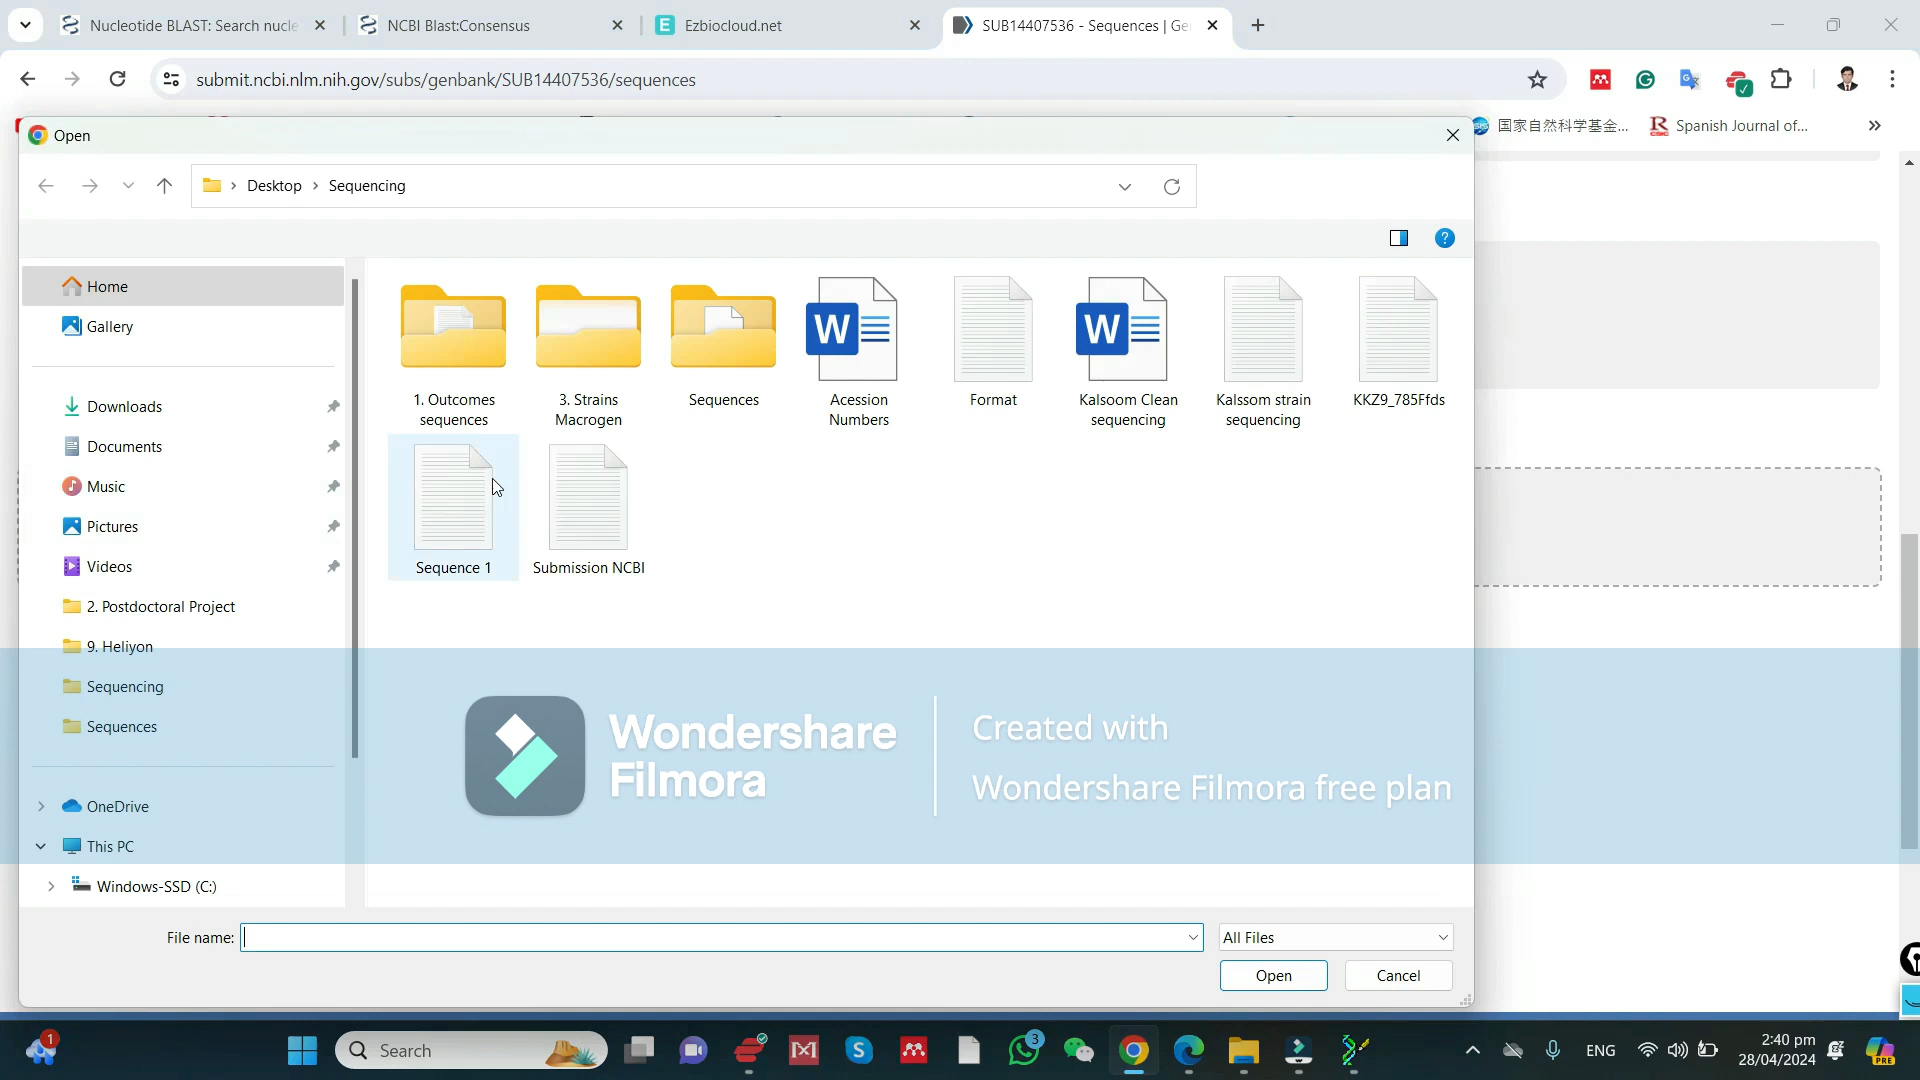 Nucleotide BLAST: Search nucle
NCBI Blast:Consensus
Ezbiocloud.net
SUB14407536 - Sequences | Ge
submit.ncbi.nlm.nih.gov/subs/genbank/SUB14407536/sequences
国家自然科学基金...
Spanish Journal of...
Open
Desktop > Sequencing
Home
Gallery
Downloads
Documents
Music
Pictures
Videos
2. Postdoctoral Project
9. Heliyon
Sequencing
Sequences
OneDrive
This PC
Windows-SSD (C:)
1. Outcomes
sequences
3. Strains
Macrogen
Sequences
Acession
Numbers
Format
Kalsoom Clean
sequencing
Kalssom strain
sequencing
KKZ9_785Ffds
Sequence 1
Submission NCBI
Wondershare
Filmora
Created with
Wondershare Filmora free plan
File name:
All Files
Open
Cancel
1
Search
3
ENG
2:40 pm
28/04/2024
PRE